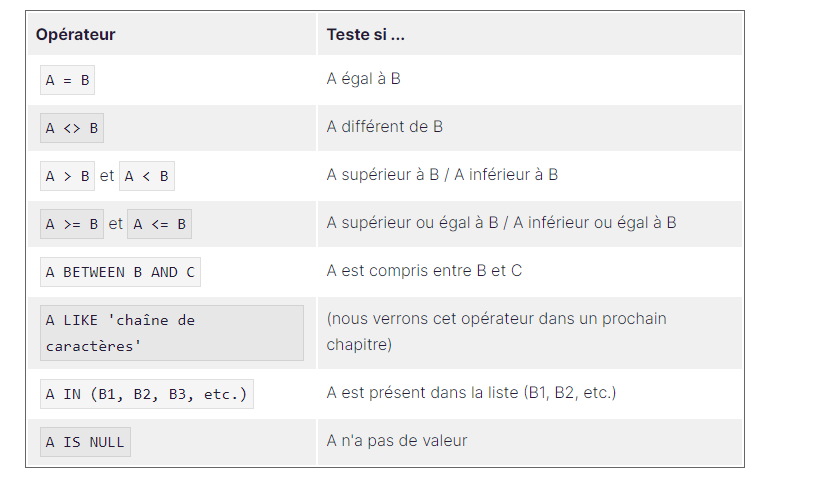 Opérateur Teste si ...
A = B A égal à B
A <> B A différent de B
A > B et A < B A supérieur à B / A inférieur à B
A >= B et A <= B A supérieur ou égal à B / A inférieur ou égal à B
A BETWEEN B AND C A est compris entre B et C
A LIKE 'chaîne de
caractères'
(nous verrons cet opérateur dans un prochain
chapitre)
A IN (B1, B2, B3, etc.) A est présent dans la liste (B1, B2, etc.)
A IS NULL A n'a pas de valeur